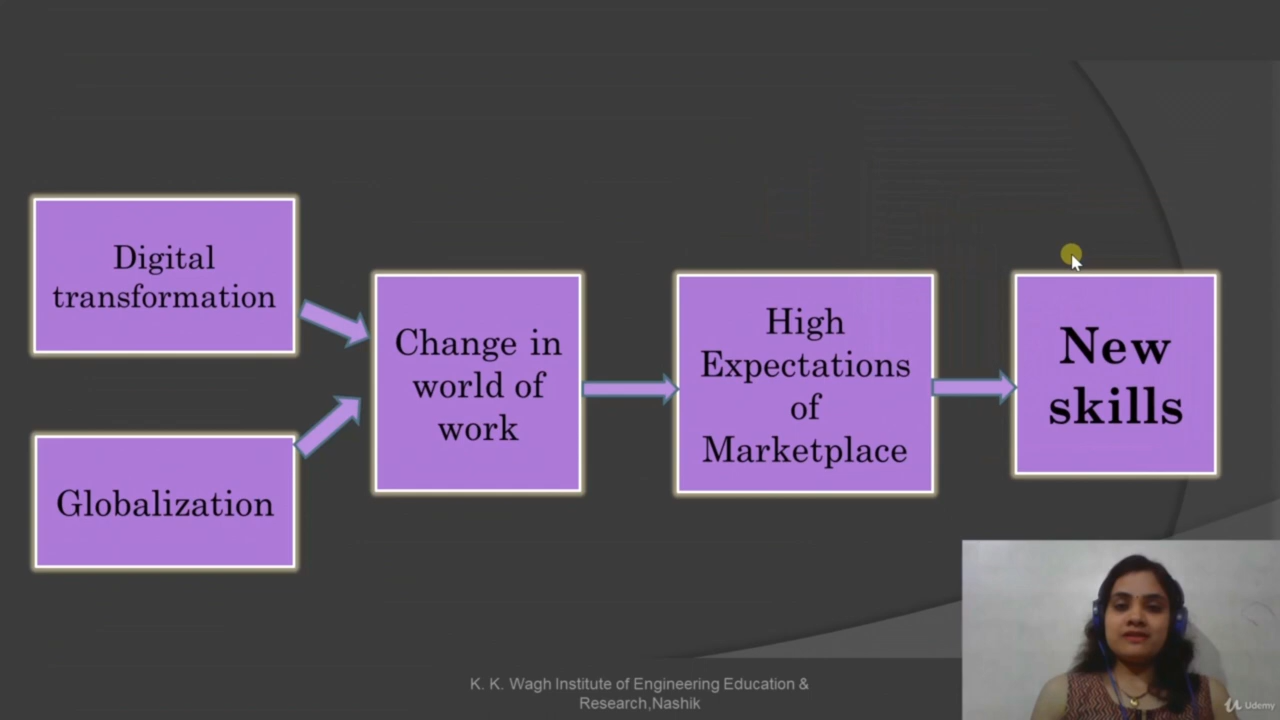 Digital
transformation
Globalization
Change in
world of
work
High
Expectations
of
Marketplace
New
skills
K. K. Wagh Institute of Engineering Education &
Research,Nashik
Udemy